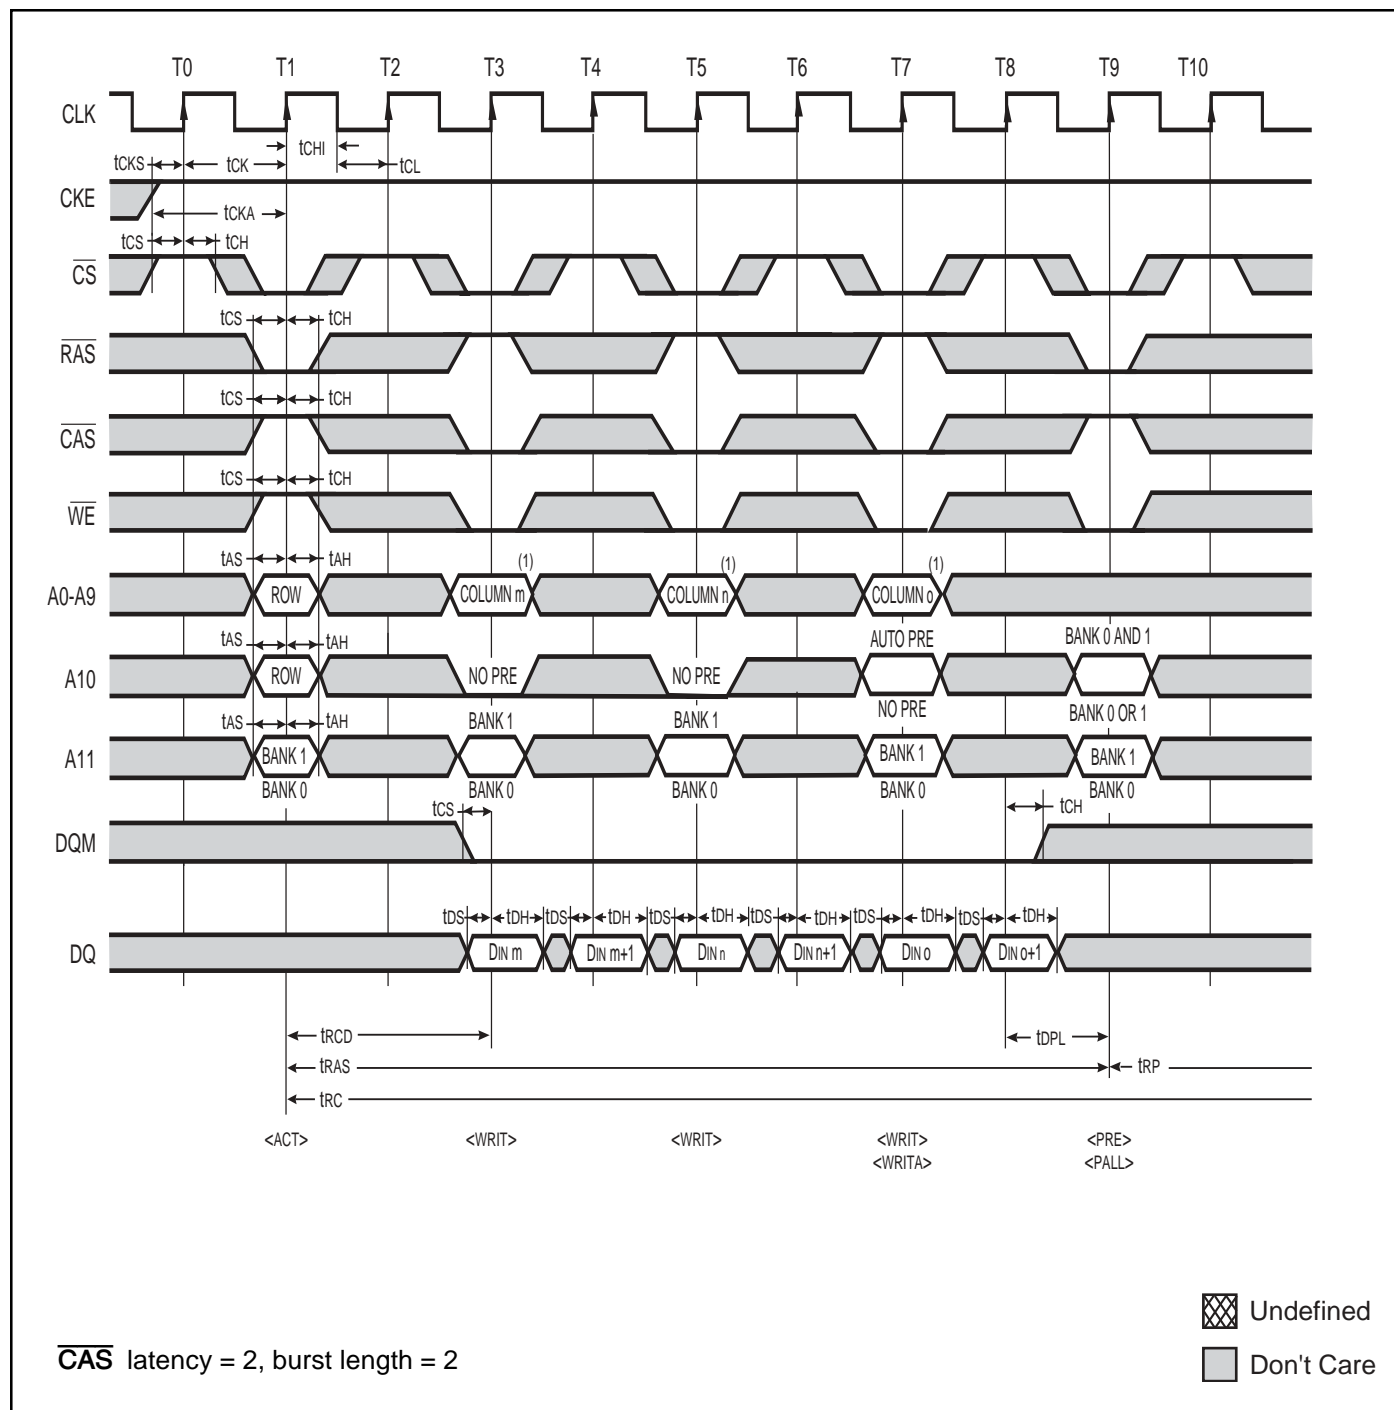 T0 T1 T2 T3 T4 T5 T6 T7 T8 T9 T10
CLK
tCHI
tCKS tCK tCL
CKE
tCKA
tCS tCH
CS
tCS tCH
RAS
tCS tCH
CAS
tCS tCH
WE
tAS tAH (1) (1) (1)
A0-A9 ROW COLUMN m COLUMN n COLUMN o
tAS tAH AUTO PRE BANK 0 AND 1
A10 ROW NO PRE NO PRE
NO PRE BANK 0 OR 1
tAS tAH BANK 1 BANK 1
A11 BANK 1 BANK 1 BANK 1
BANK 0 BANK 0 BANK 0 BANK 0 BANK 0
tCS tCH
DQM
tDS tDH tDS tDH tDS tDH tDS tDH tDS tDH tDS tDH
DQ DIN m DIN m+1 DIN n DIN n+1 DIN o DIN o+1
tRCD tDPL
tRAS tRP
tRC
<ACT> <WRIT> <WRIT> <WRIT> <PRE>
<WRITA> <PALL>
Undefined
CAS latency = 2, burst length = 2
Don't Care